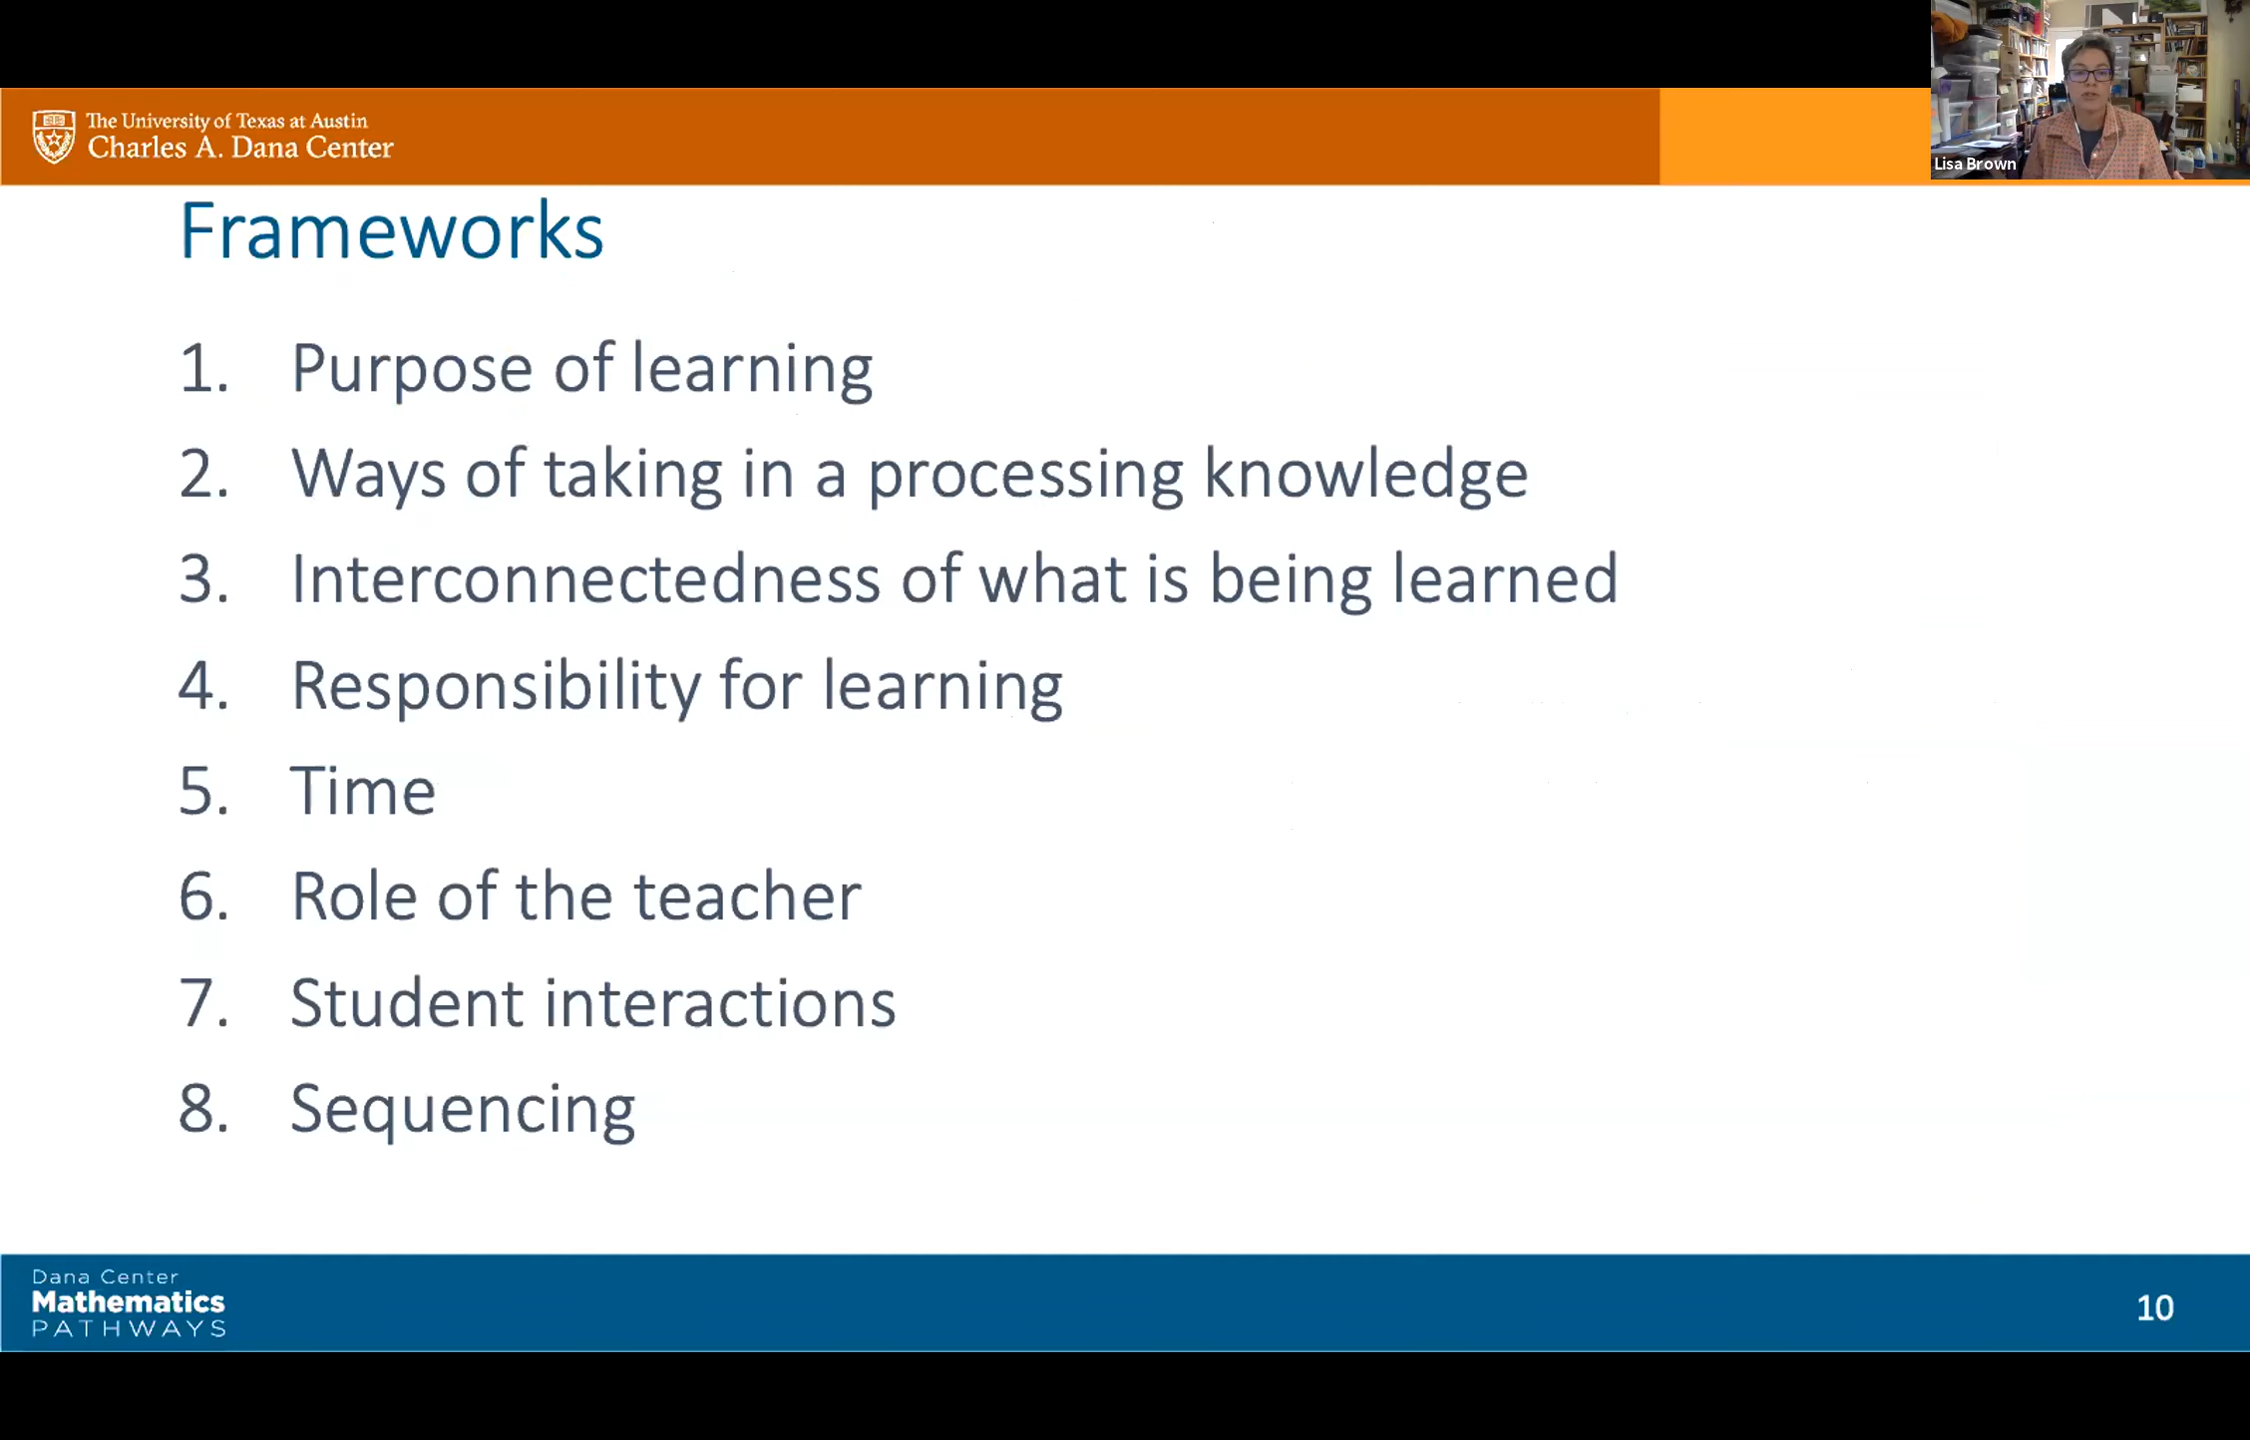 The University of Texas at Austin
Charles A. Dana Center
Lisa Brown
Frameworks
1. Purpose of learning
2. Ways of taking in a processing knowledge
3. Interconnectedness of what is being learned
4. Responsibility for learning
5. Time
6. Role of the teacher
7. Student interactions
8. Sequencing
Dana Center
Mathematics
PATHWAYS
10